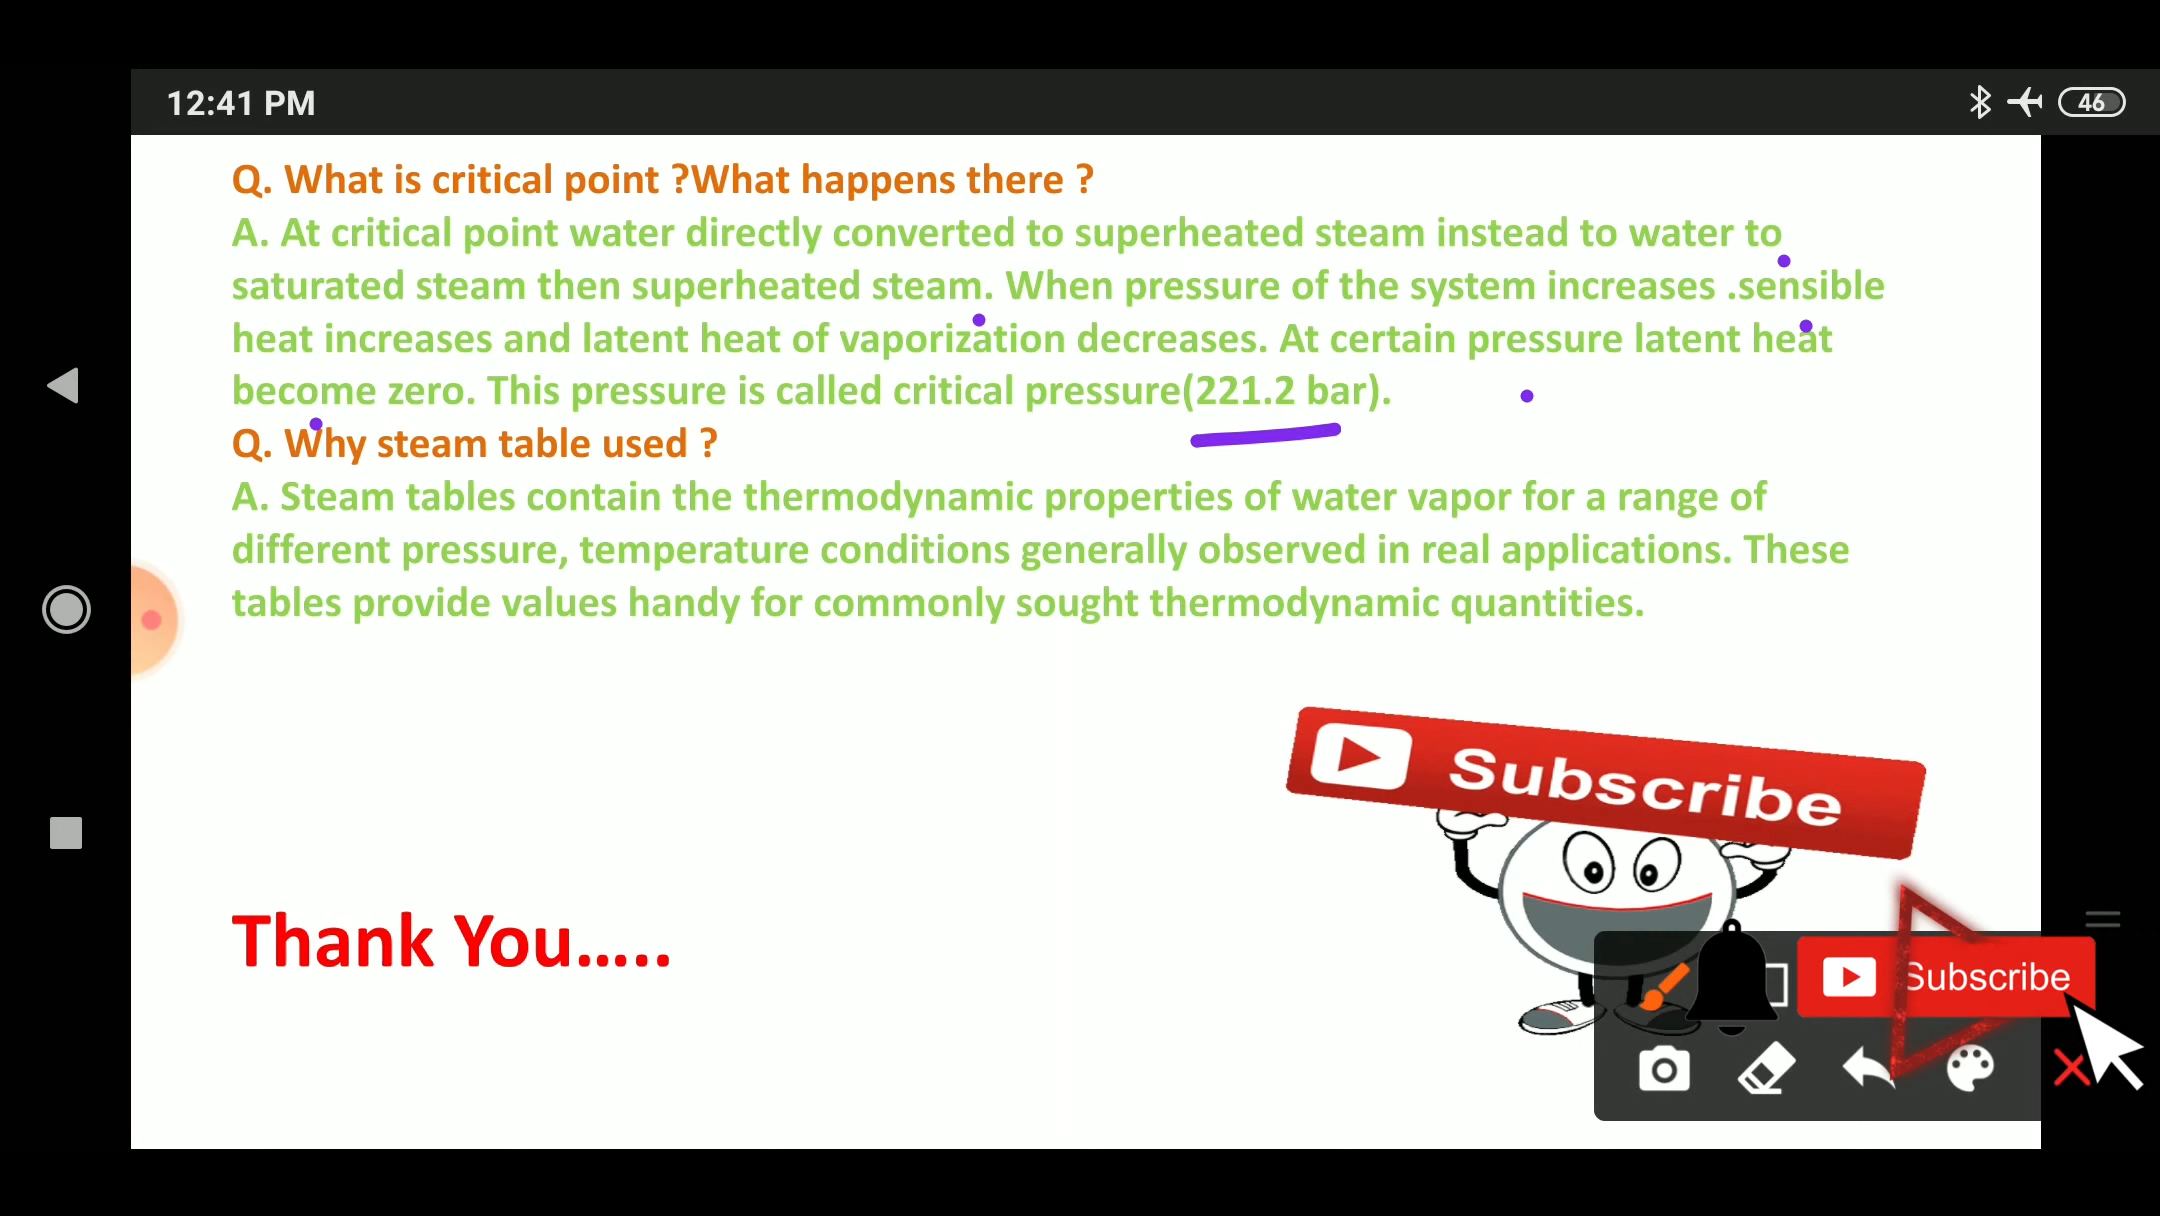 12:41 PM
46
Q. What is critical point ?What happens there ?
A. At critical point water directly converted to superheated steam instead to water to
saturated steam then superheated steam. When pressure of the system increases .sensible
heat increases and latent heat of vaporization decreases. At certain pressure latent heat
become zero. This pressure is called critical pressure(221.2 bar).
Q. Why steam table used ?
A. Steam tables contain the thermodynamic properties of water vapor for a range of
different pressure, temperature conditions generally observed in real applications. These
tables provide values handy for commonly sought thermodynamic quantities.
Subscribe
Thank You.....
Subscribe